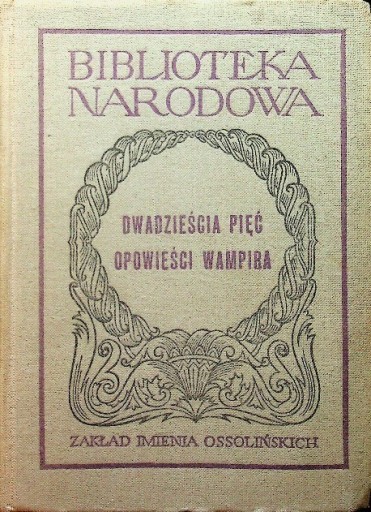 BIBLIOTEKA
NARODOWA
DWADZIEŚCIA PIĘĆ
OPOWIEŚCI WAMPIRA
ZAKŁAD IMIENIA OSSOLIŃSKICH